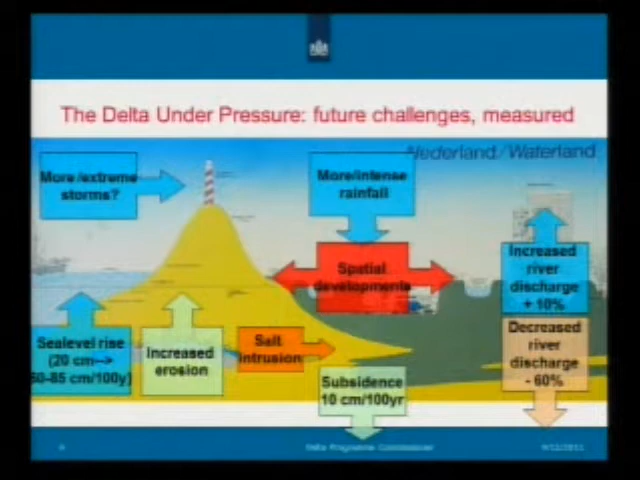 The Delta Under Pressure: future challenges, measured
Nederland/Waterland
More/extreme
storms?
More/intense
rainfall
Spatial
developments
Increased
river
discharge
+ 10%
Sealevel rise
(20 cm-->
60-85 cm/100y)
Increased
erosion
Salt
intrusion
Decreased
river
discharge
- 60%
Subsidence
10 cm/100yr
Delta Programme Commissioner